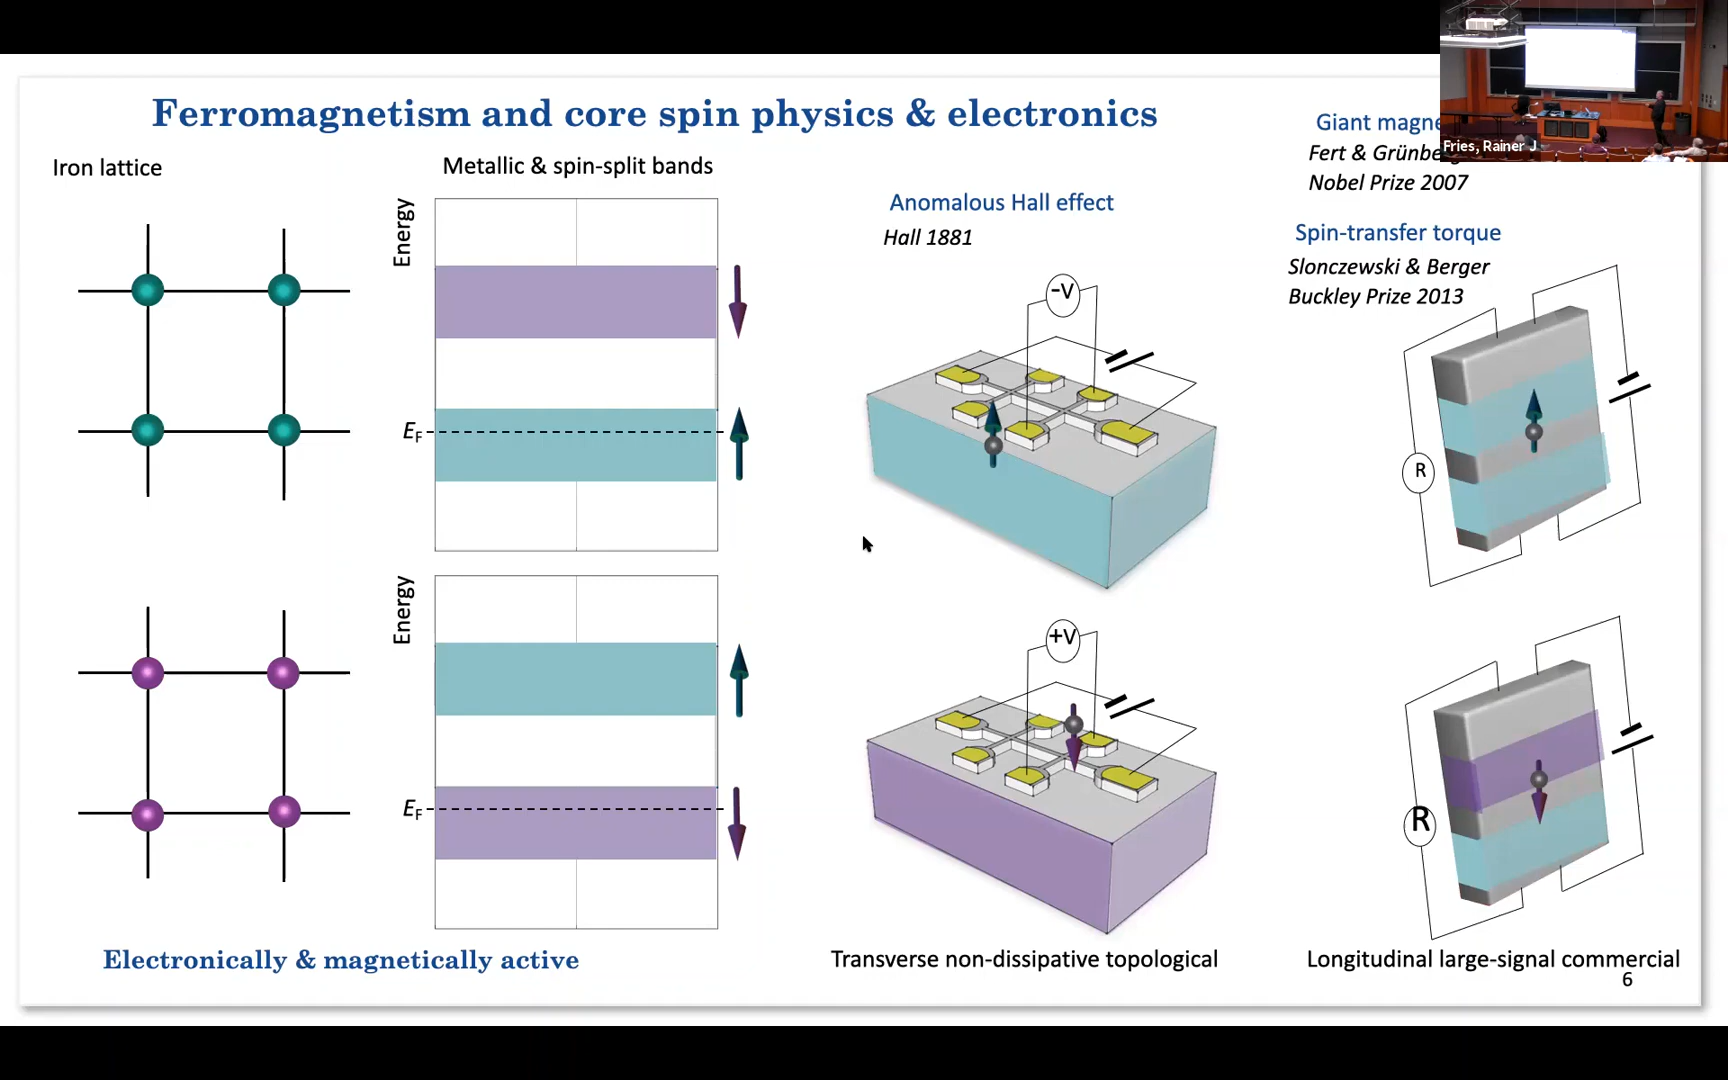 Ferromagnetism and core spin physics & electronics
Iron lattice
Metallic & spin-split bands
Energy
E_F
Energy
E_F
Electronically & magnetically active
Anomalous Hall effect
Hall 1881
-V
+V
Transverse non-dissipative topological
Giant
Fert &
Nobel Prize 2007
Spin-transfer torque
Slonczewski & Berger
Buckley Prize 2013
R
R
Longitudinal large-signal commercial
6
Fries, Rainer J